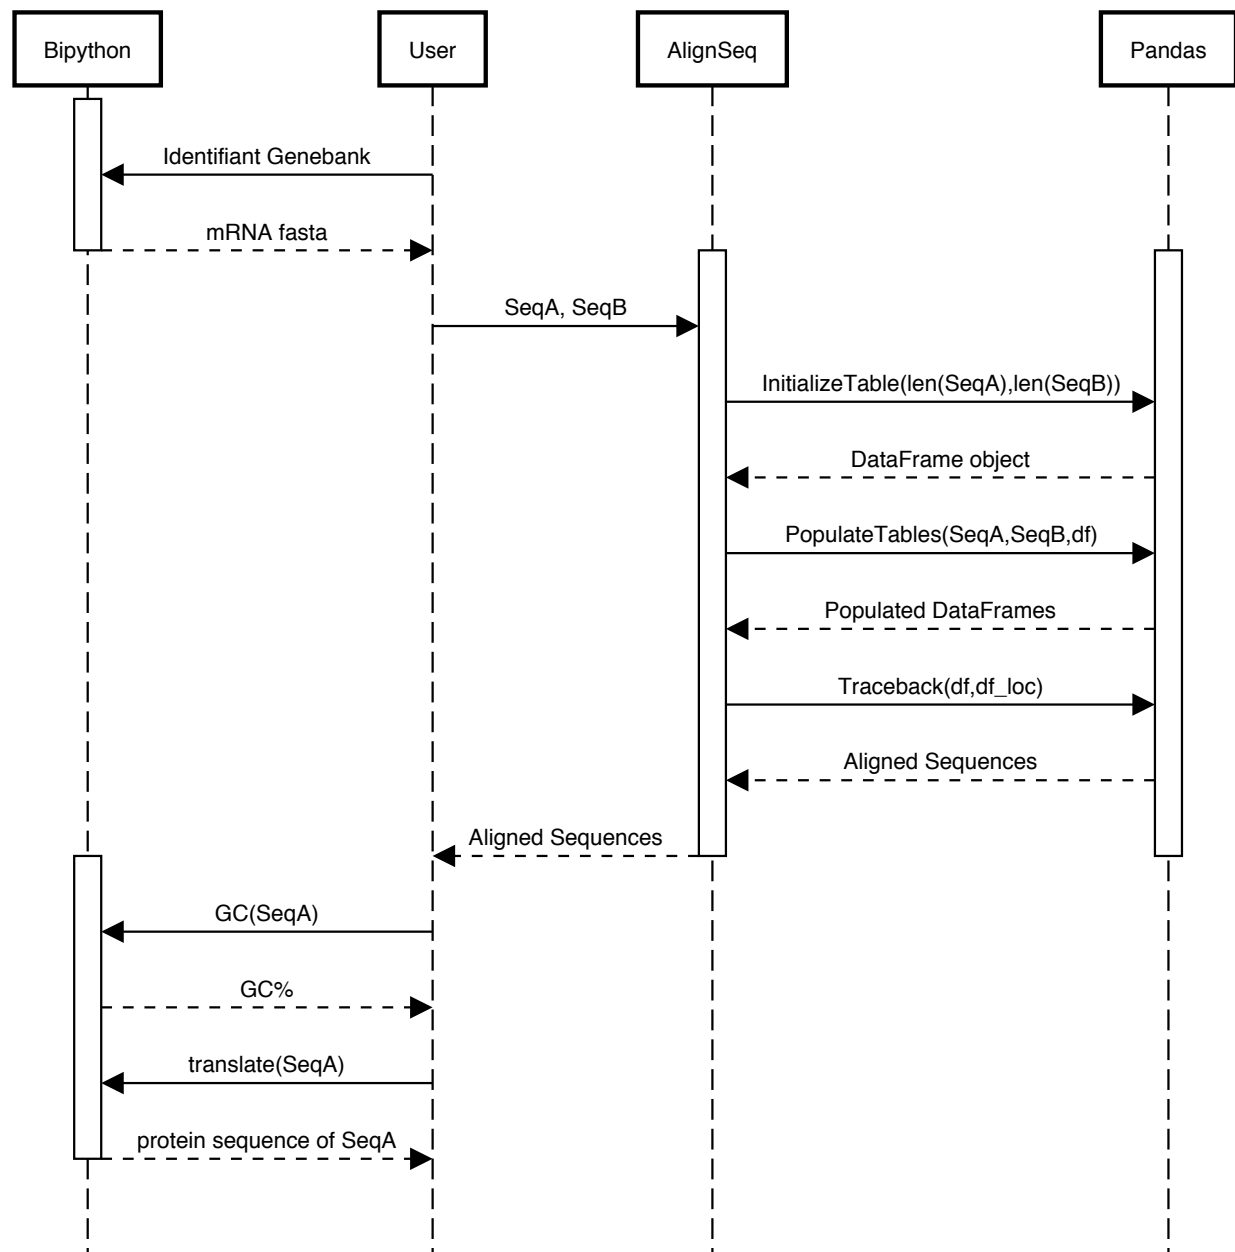 Bipython
User
AlignSeq
Pandas
Identifiant Genebank
mRNA fasta
SeqA, SeqB
InitializeTable(len(SeqA),len(SeqB))
DataFrame object
PopulateTables(SeqA,SeqB,df)
Populated DataFrames
Traceback(df,df_loc)
Aligned Sequences
Aligned Sequences
GC(SeqA)
GC%
translate(SeqA)
protein sequence of SeqA